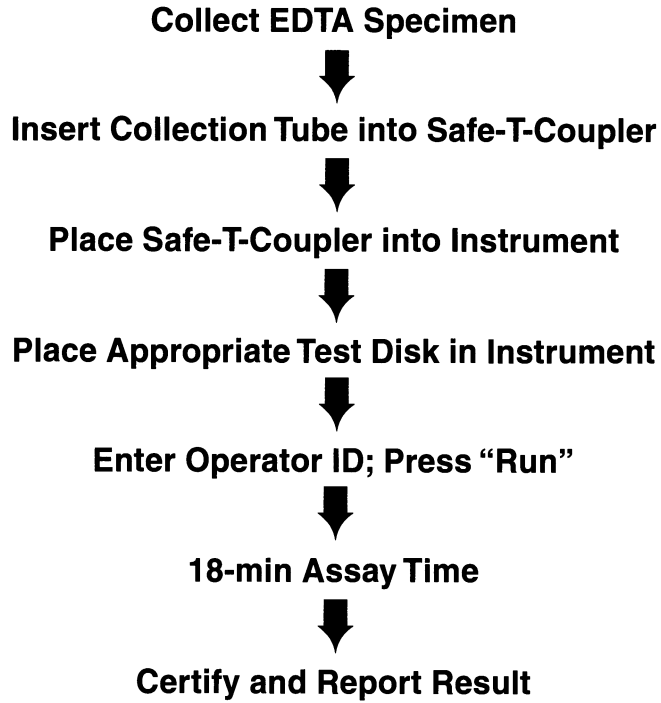 Collect EDTA Specimen
Insert Collection Tube into Safe-T-Coupler
Place Safe-T-Coupler into Instrument
Place Appropriate Test Disk in Instrument
Enter Operator ID; Press “Run”
18-min Assay Time
Certify and Report Result